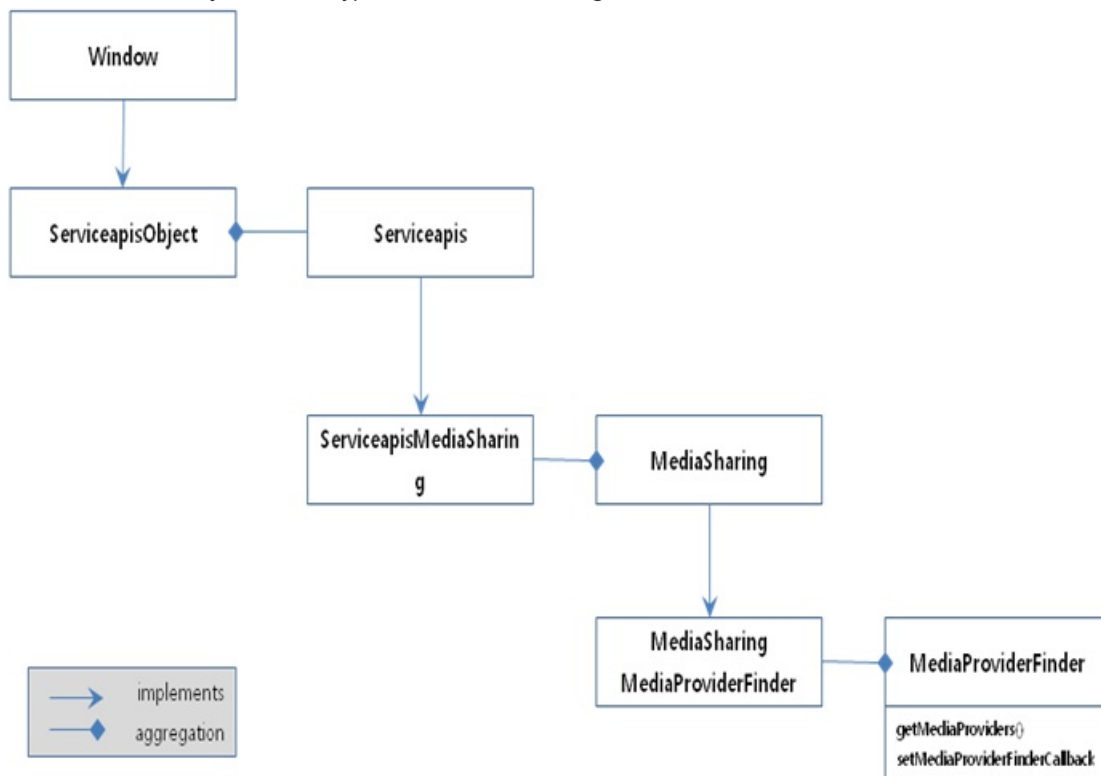 Window
ServiceapisObject
Serviceapis
ServiceapisMediaSharin
g
MediaSharing
MediaSharing
MediaProviderFinder
MediaProviderFinder
getMediaProviders()
setMediaProviderFinderCallback
implements
aggregation